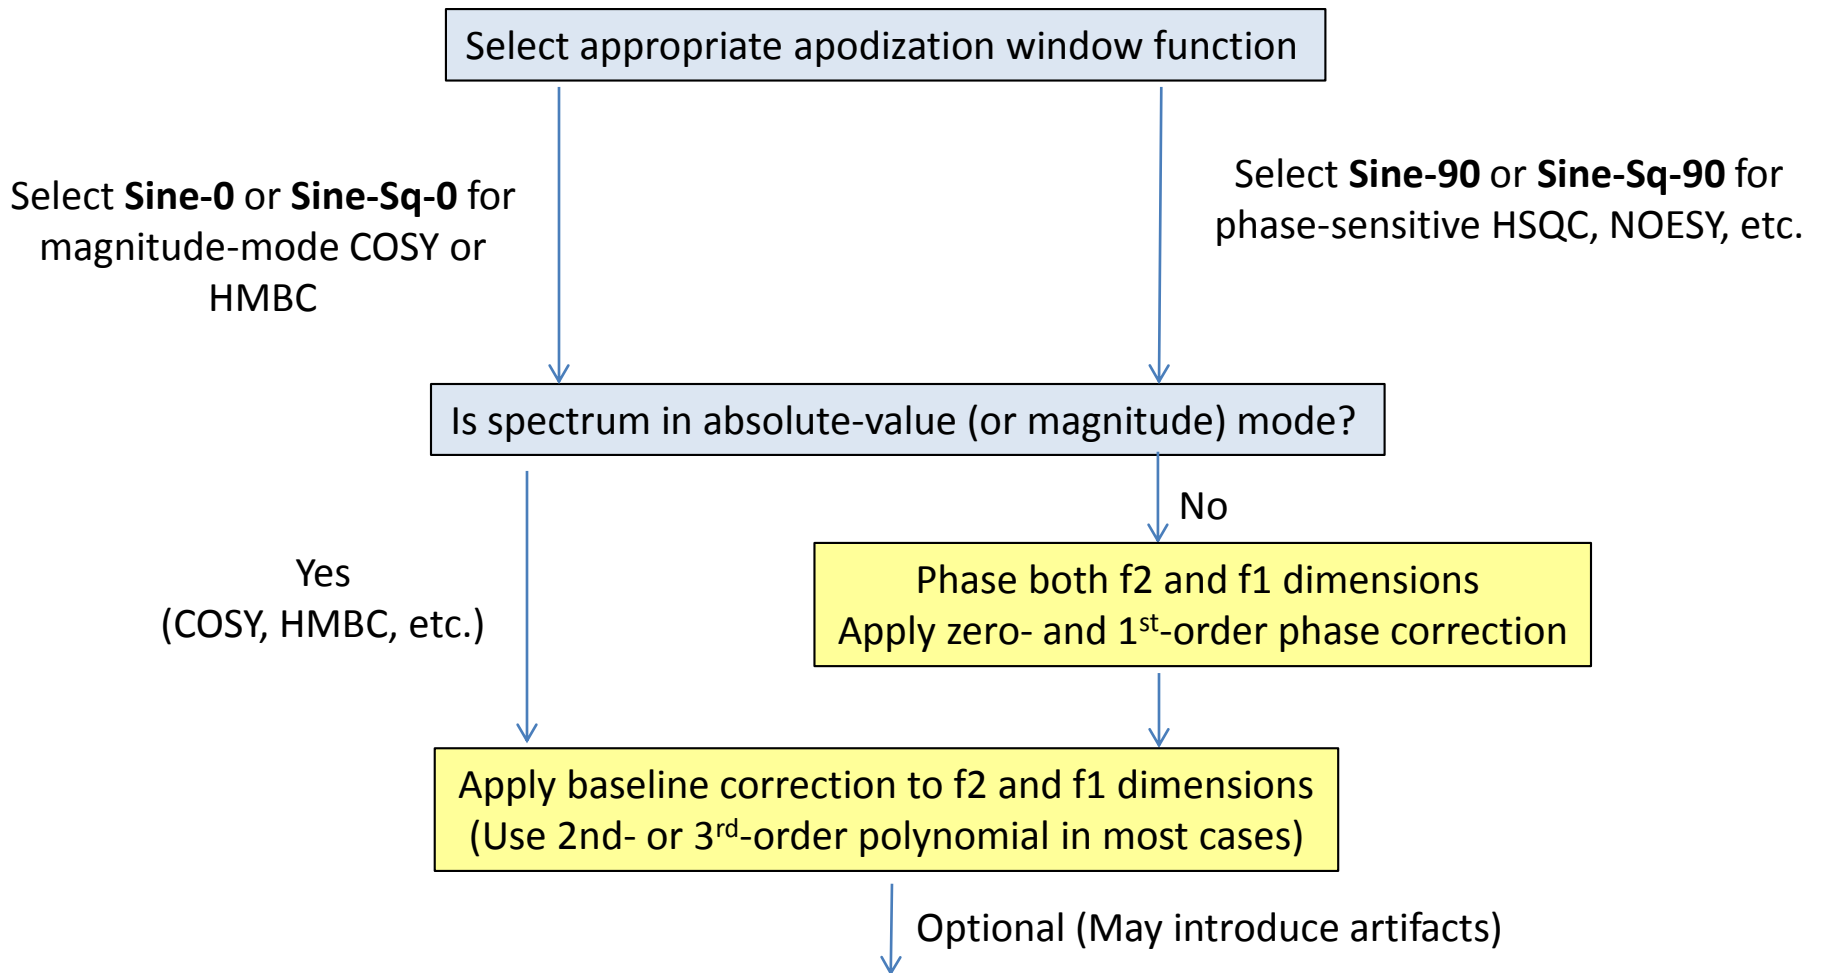 Select appropriate apodization window function
Select Sine-0 or Sine-Sq-0 for
magnitude-mode COSY or
HMBC
Select Sine-90 or Sine-Sq-90 for
phase-sensitive HSQC, NOESY, etc.
Is spectrum in absolute-value (or magnitude) mode?
No
Yes
(COSY, HMBC, etc.)
Phase both f2 and f1 dimensions
Apply zero- and 1st-order phase correction
Apply baseline correction to f2 and f1 dimensions
(Use 2nd- or 3rd-order polynomial in most cases)
Optional (May introduce artifacts)